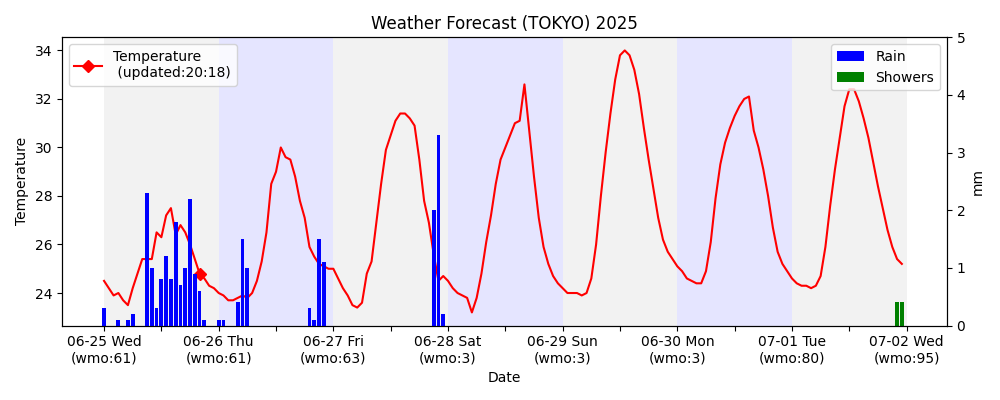 Weather Forecast (TOKYO) 2025
Temperature
(updated:20:18)
Rain
Showers
34
32
30
28
26
24
Temperature
5
4
3
2
1
0
mm
06-25 Wed
(wmo:61)
06-26 Thu
(wmo:61)
06-27 Fri
(wmo:63)
06-28 Sat
(wmo:3)
06-29 Sun
(wmo:3)
06-30 Mon
(wmo:3)
07-01 Tue
(wmo:80)
07-02 Wed
(wmo:95)
Date